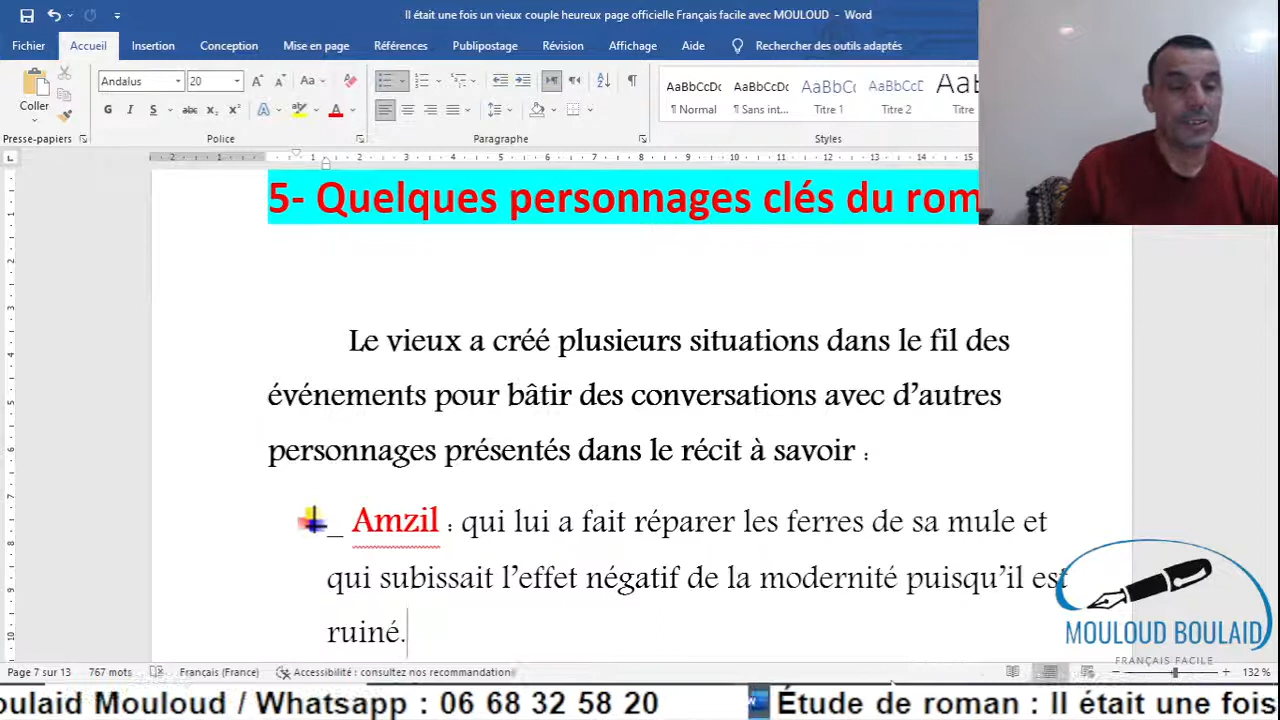 Il était une fois un vieux couple heureux page officielle Français facile avec MOULOUD - Word
Fichier Accueil Insertion Conception Mise en page Références Publipostage Révision Affichage Aide Rechercher des outils adaptés
Coller
Andalus 20
AaBbCcDc AaBbCcDc AaBbCc AaBbCcD Aa
¶ Normal ¶ Sans int... Titre 1 Titre 2 Titre
Presse-papiers Police Paragraphe Styles
5- Quelques personnages clés du rom
Le vieux a créé plusieurs situations dans le fil des
événements pour bâtir des conversations avec d’autres
personnages présentés dans le récit à savoir :
_ Amzil : qui lui a fait réparer les ferres de sa mule et
qui subissait l’effet négatif de la modernité puisqu’il est
ruiné.
MOULOUD BOULAID
FRANÇAIS FACILE
Page 7 sur 13 767 mots Français (France) Accessibilité : consultez nos recommandation 132 %
oulaid Mouloud / Whatsapp : 06 68 32 58 20 Étude de roman : Il était une fois